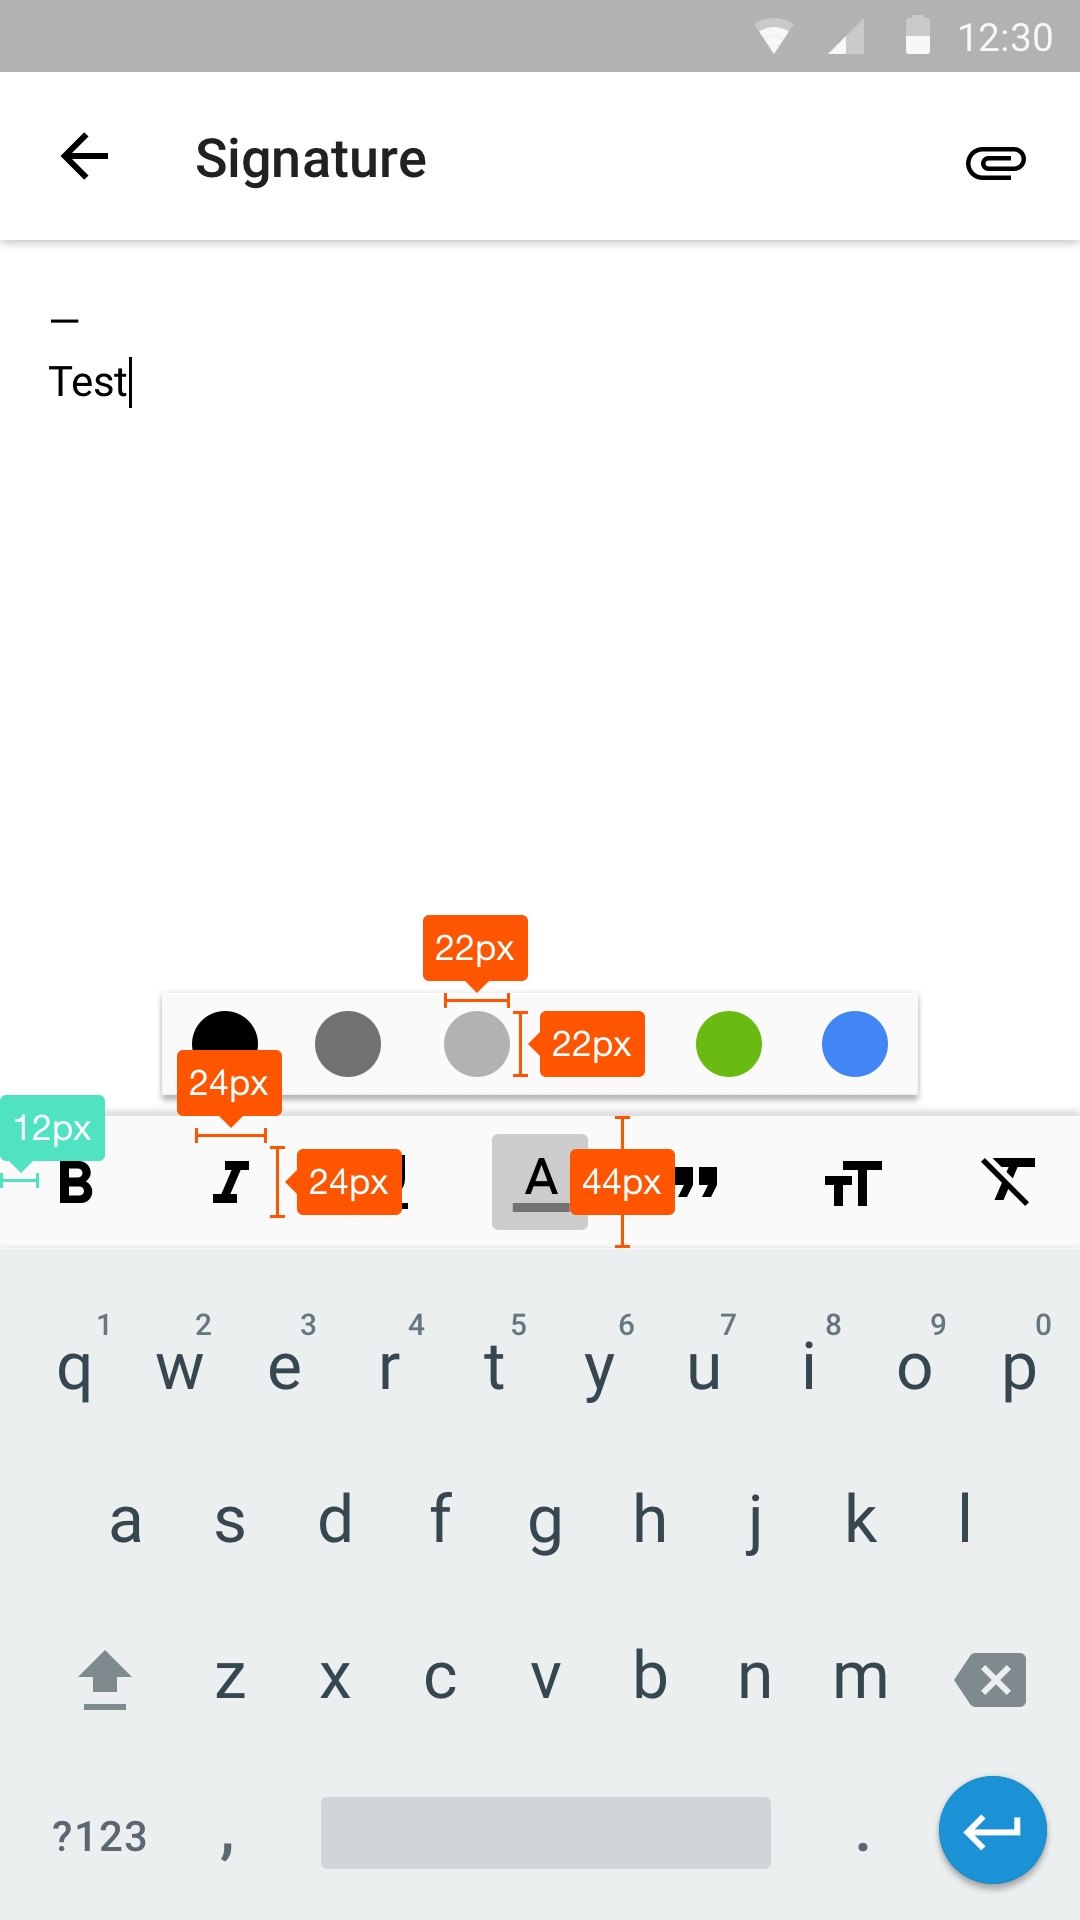 12:30
Signature
—
Test
22px
22px
24px
12px
B I 24px A 44px ” TT T
1 2 3 4 5 6 7 8 9 0
q w e r t y u i o p
a s d f g h j k l
z x c v b n m
?123 , .